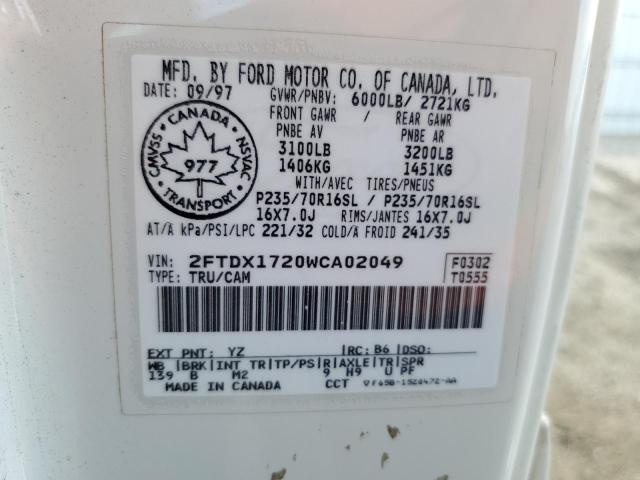 MFD. BY FORD MOTOR CO. OF CANADA, LTD.
DATE: 09/97 GVWR/PNBV: 6000LB/ 2721KG
FRONT GAWR / REAR GAWR
PNBE AV PNBE AR
3100LB 3200LB
1406KG 1451KG
WITH/AVEC TIRES/PNEUS
P235/70R16SL / P235/70R16SL
16X7.0J RIMS/JANTES 16X7.0J
AT/A kPa/PSI/LPC 221/32 COLD/A FROID 241/35
CANADA
CMVSS NSVAC
977
TRANSPORT
VIN: 2FTDX1720WCA02049 F0302
TYPE: TRU/CAM T0555
EXT PNT: YZ |RC: B6 |DSO:
WB |BRK|INT TR|TP/PS|R|AXLE|TR|SPR
139 B M2 9 H9 U PF
MADE IN CANADA CCT F65B-1520472-AA